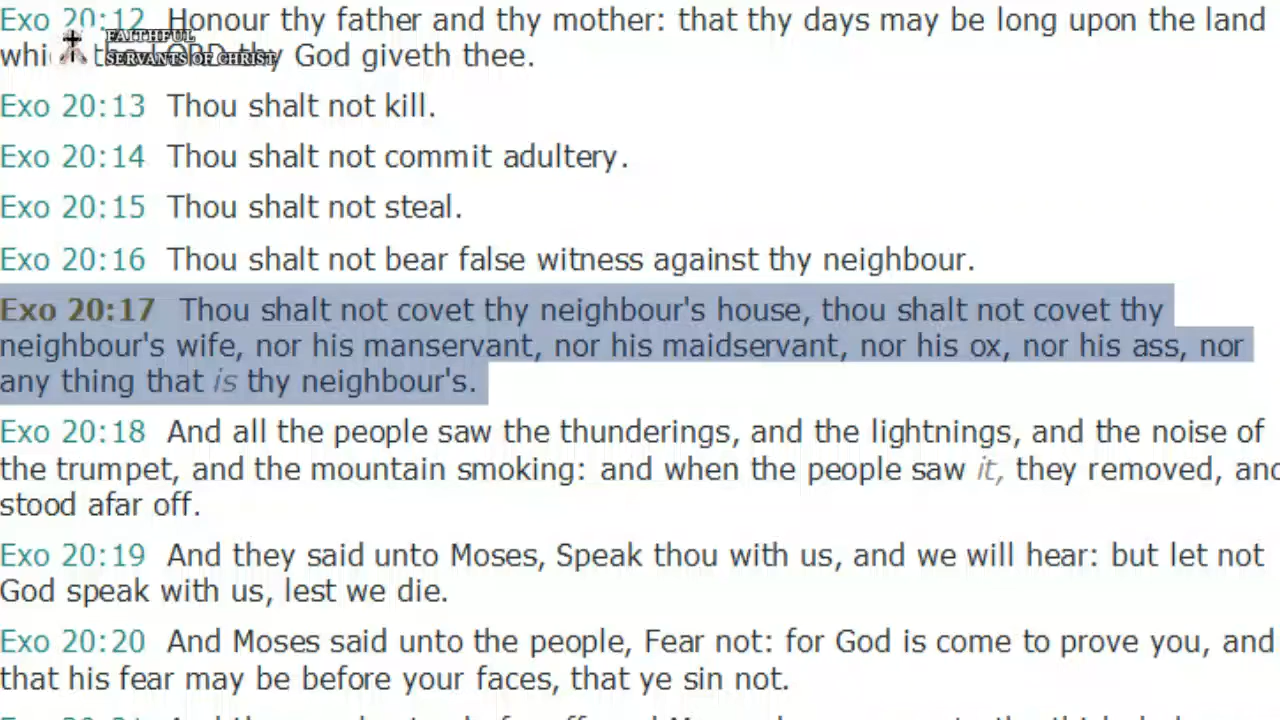 Exo 20:12 Honour thy father and thy mother: that thy days may be long upon the land
FAITHFUL
SERVANTS OF CHRIST
thy God giveth thee.
Exo 20:13 Thou shalt not kill.
Exo 20:14 Thou shalt not commit adultery.
Exo 20:15 Thou shalt not steal.
Exo 20:16 Thou shalt not bear false witness against thy neighbour.
Exo 20:17 Thou shalt not covet thy neighbour's house, thou shalt not covet thy
neighbour's wife, nor his manservant, nor his maidservant, nor his ox, nor his ass, nor
any thing that is thy neighbour's.
Exo 20:18 And all the people saw the thunderings, and the lightnings, and the noise of
the trumpet, and the mountain smoking: and when the people saw it, they removed, and
stood afar off.
Exo 20:19 And they said unto Moses, Speak thou with us, and we will hear: but let not
God speak with us, lest we die.
Exo 20:20 And Moses said unto the people, Fear not: for God is come to prove you, and
that his fear may be before your faces, that ye sin not.